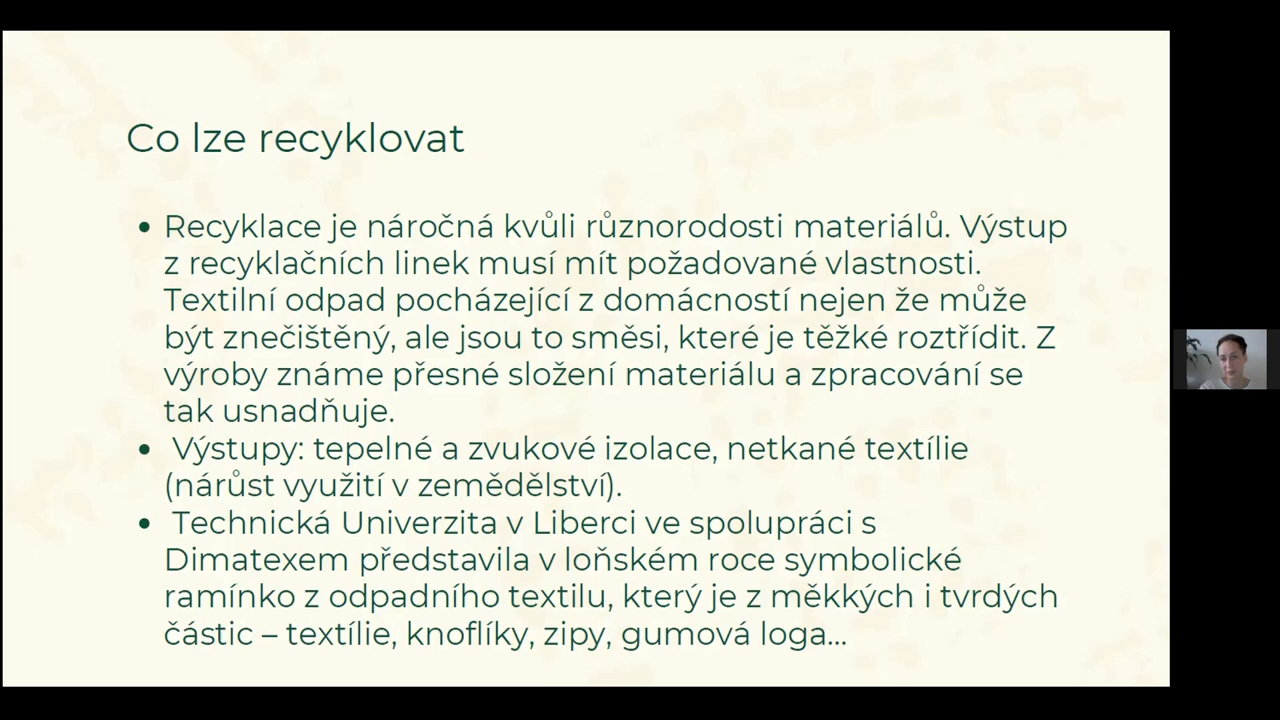 Co lze recyklovat
• Recyklace je náročná kvůli různorodosti materiálů. Výstup
z recyklačních linek musí mít požadované vlastnosti.
Textilní odpad pocházející z domácností nejen že může
být znečištěný, ale jsou to směsi, které je těžké roztřídit. Z
výroby známe přesné složení materiálu a zpracování se
tak usnadňuje.
• Výstupy: tepelné a zvukové izolace, netkané textílie
(nárůst využití v zemědělství).
• Technická Univerzita v Liberci ve spolupráci s
Dimatexem představila v loňském roce symbolické
ramínko z odpadního textilu, který je z měkkých i tvrdých
částic – textílie, knoflíky, zipy, gumová loga...